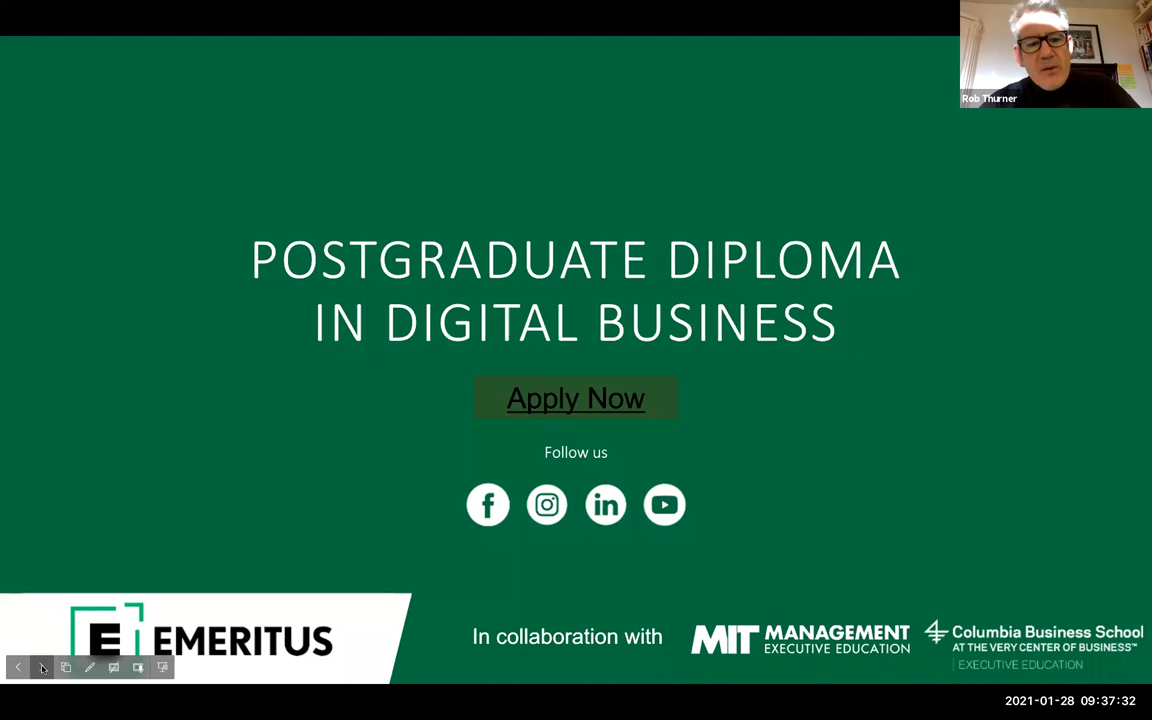 Rob Thurner
POSTGRADUATE DIPLOMA
IN DIGITAL BUSINESS
Apply Now
Follow us
E EMERITUS
In collaboration with
MIT MANAGEMENT
EXECUTIVE EDUCATION
Columbia Business School
AT THE VERY CENTER OF BUSINESS™
EXECUTIVE EDUCATION
2021-01-28 09:37:32